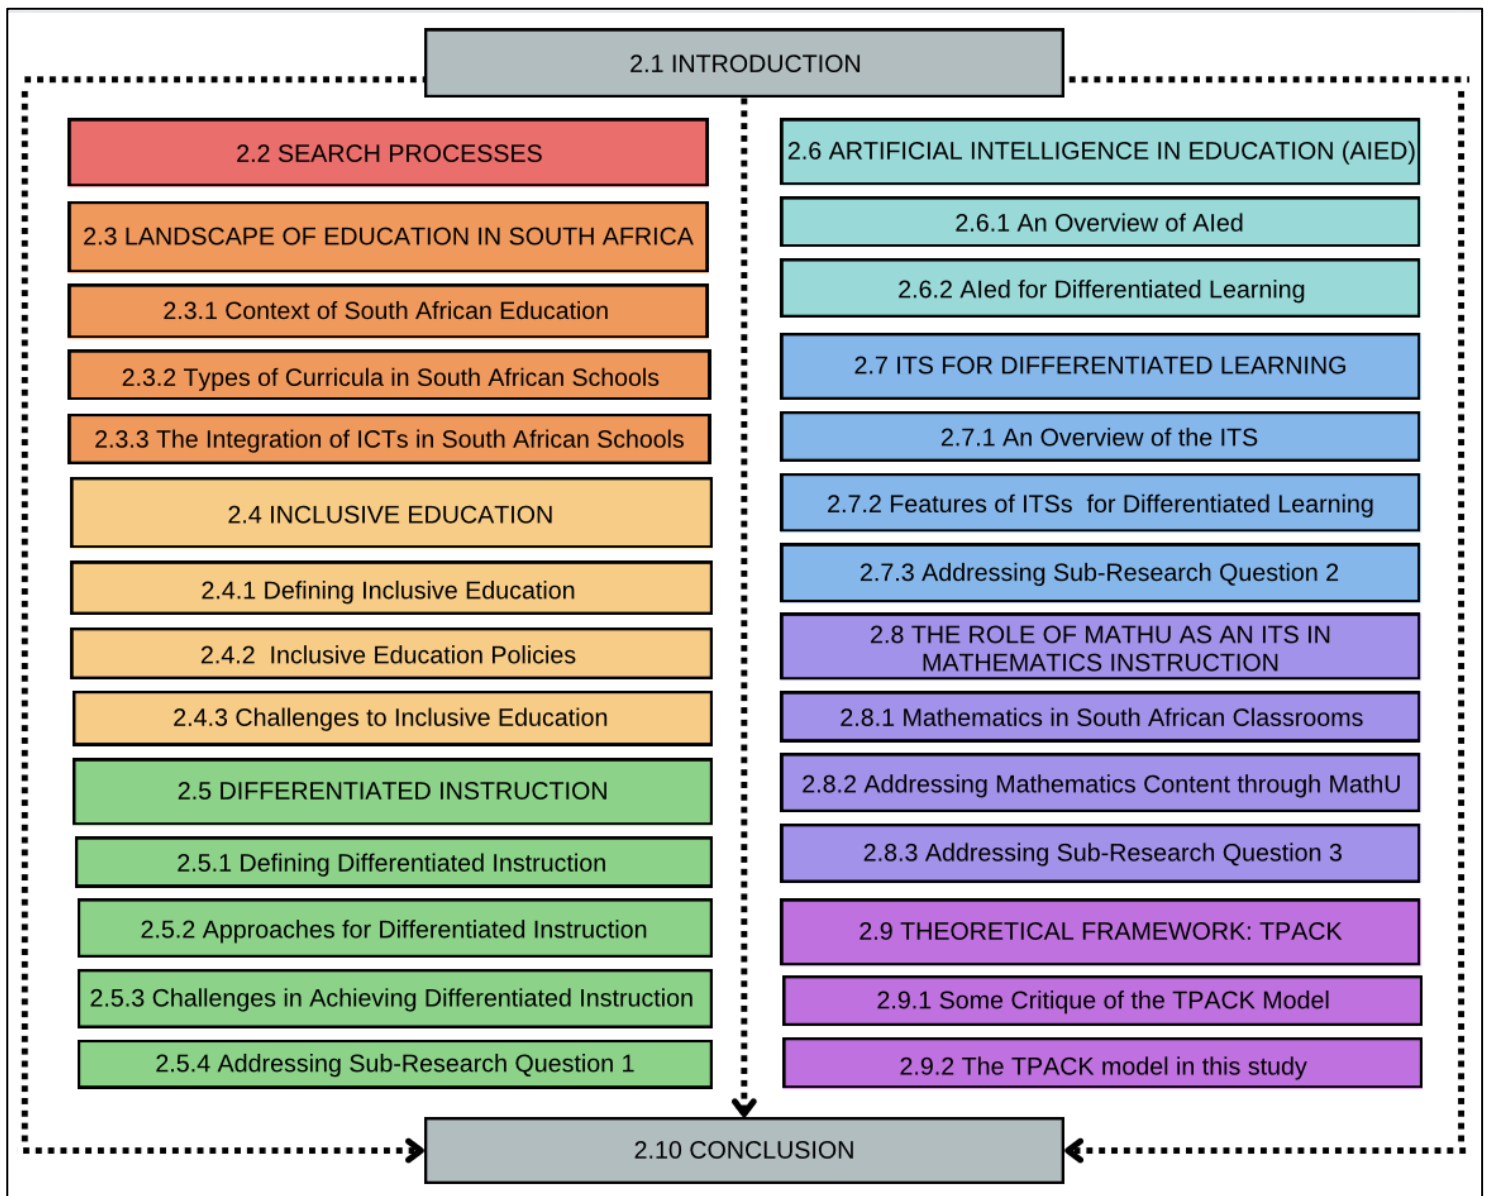 2.1 INTRODUCTION
2.2 SEARCH PROCESSES
2.3 LANDSCAPE OF EDUCATION IN SOUTH AFRICA
2.3.1 Context of South African Education
2.3.2 Types of Curricula in South African Schools
2.3.3 The Integration of ICTs in South African Schools
2.4 INCLUSIVE EDUCATION
2.4.1 Defining Inclusive Education
2.4.2 Inclusive Education Policies
2.4.3 Challenges to Inclusive Education
2.5 DIFFERENTIATED INSTRUCTION
2.5.1 Defining Differentiated Instruction
2.5.2 Approaches for Differentiated Instruction
2.5.3 Challenges in Achieving Differentiated Instruction
2.5.4 Addressing Sub-Research Question 1
2.6 ARTIFICIAL INTELLIGENCE IN EDUCATION (AIED)
2.6.1 An Overview of AIed
2.6.2 AIed for Differentiated Learning
2.7 ITS FOR DIFFERENTIATED LEARNING
2.7.1 An Overview of the ITS
2.7.2 Features of ITSs for Differentiated Learning
2.7.3 Addressing Sub-Research Question 2
2.8 THE ROLE OF MATHU AS AN ITS IN
MATHEMATICS INSTRUCTION
2.8.1 Mathematics in South African Classrooms
2.8.2 Addressing Mathematics Content through MathU
2.8.3 Addressing Sub-Research Question 3
2.9 THEORETICAL FRAMEWORK: TPACK
2.9.1 Some Critique of the TPACK Model
2.9.2 The TPACK model in this study
2.10 CONCLUSION